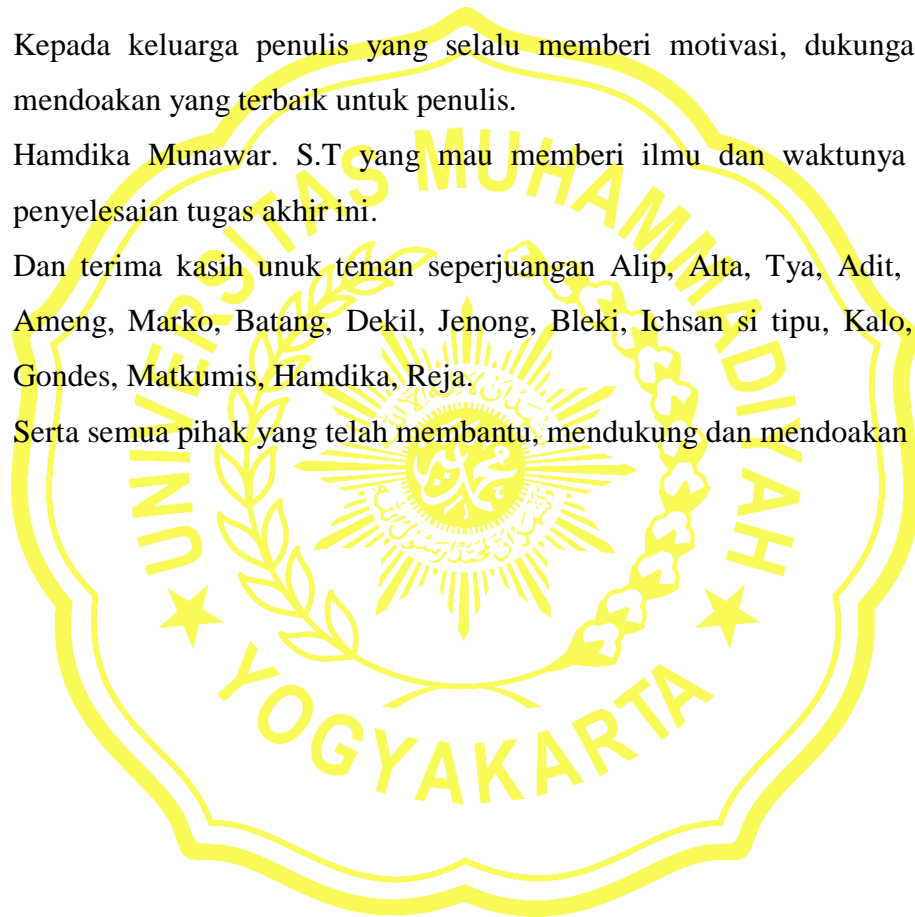 Kepada keluarga penulis yang selalu memberi motivasi, dukunga
mendoakan yang terbaik untuk penulis.
Hamdika Munawar. S.T yang mau memberi ilmu dan waktunya
penyelesaian tugas akhir ini.
Dan terima kasih unuk teman seperjuangan Alip, Alta, Tya, Adit,
Ameng, Marko, Batang, Dekil, Jenong, Bleki, Ichsan si tipu, Kalo,
Gondes, Matkumis, Hamdika, Reja.
Serta semua pihak yang telah membantu, mendukung dan mendoakan
UNIVERSITAS MUHAMMADIYAH
YOGYAKARTA